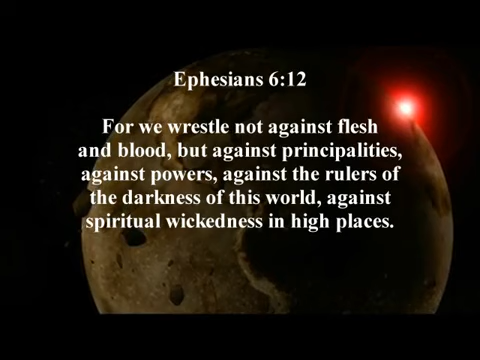 Ephesians 6:12
For we wrestle not against flesh
and blood, but against principalities,
against powers, against the rulers of
the darkness of this world, against
spiritual wickedness in high places.